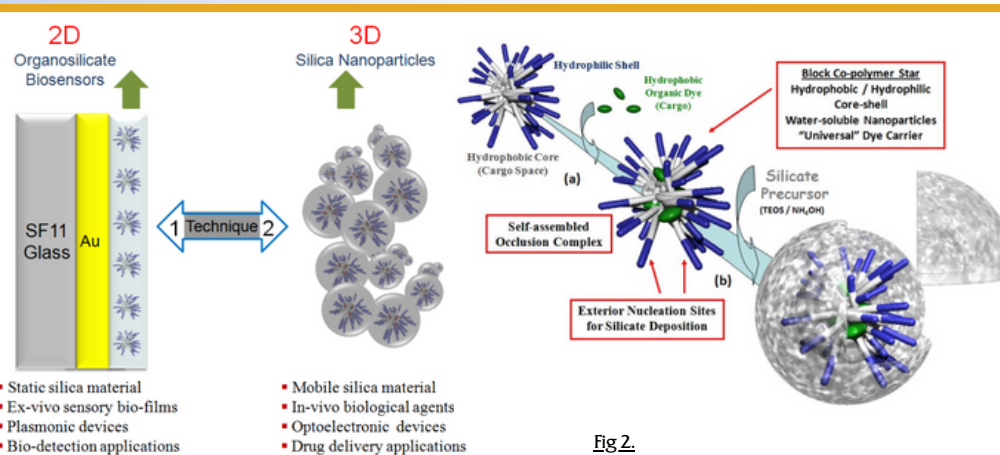 2D
Organosilicate
Biosensors
3D
Silica Nanoparticles
SF11
Glass
Au
1 Technique 2
▪ Static silica material
▪ Ex-vivo sensory bio-films
▪ Plasmonic devices
▪ Bio-detection applications
▪ Mobile silica material
▪ In-vivo biological agents
▪ Optoelectronic devices
▪ Drug delivery applications
Hydrophilic Shell
Hydrophobic
Organic Dye
(Cargo)
Hydrophobic Core
(Cargo Space)
(a)
Block Co-polymer Star
Hydrophobic / Hydrophilic
Core-shell
Water-soluble Nanoparticles
"Universal" Dye Carrier
Silicate
Precursor
(TEOS / NH₄OH)
Self-assembled
Occlusion Complex
(b)
Exterior Nucleation Sites
for Silicate Deposition
Fig 2.